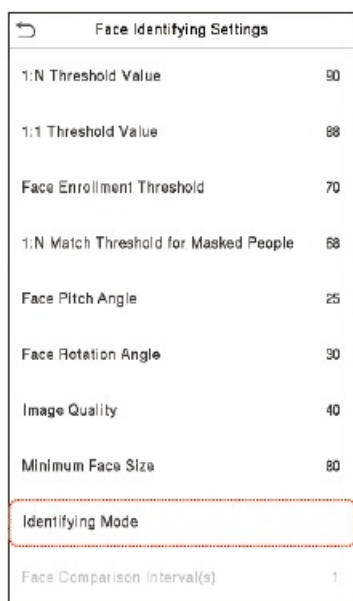 Face Identifying Settings
1:N Threshold Value 90
1:1 Threshold Value 88
Face Enrollment Threshold 70
1:N Match Threshold for Masked People 68
Face Pitch Angle 25
Face Rotation Angle 30
Image Quality 40
Minimum Face Size 80
Identifying Mode
Face Comparison Interval(s) 1